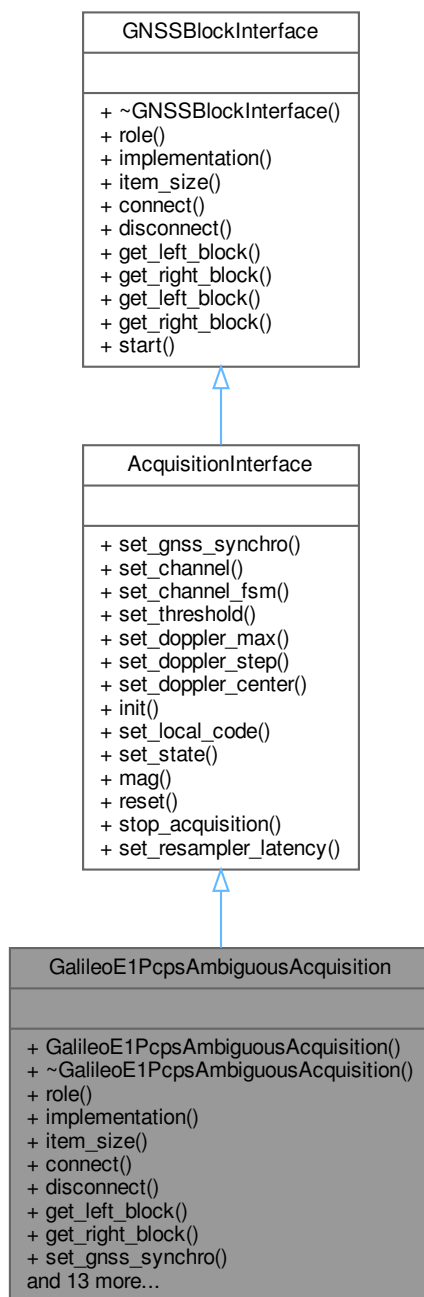 GNSSBlockInterface
+ ~GNSSBlockInterface()
+ role()
+ implementation()
+ item_size()
+ connect()
+ disconnect()
+ get_left_block()
+ get_right_block()
+ get_left_block()
+ get_right_block()
+ start()
AcquisitionInterface
+ set_gnss_synchro()
+ set_channel()
+ set_channel_fsm()
+ set_threshold()
+ set_doppler_max()
+ set_doppler_step()
+ set_doppler_center()
+ init()
+ set_local_code()
+ set_state()
+ mag()
+ reset()
+ stop_acquisition()
+ set_resampler_latency()
GalileoE1PcpsAmbiguousAcquisition
+ GalileoE1PcpsAmbiguousAcquisition()
+ ~GalileoE1PcpsAmbiguousAcquisition()
+ role()
+ implementation()
+ item_size()
+ connect()
+ disconnect()
+ get_left_block()
+ get_right_block()
+ set_gnss_synchro()
and 13 more...